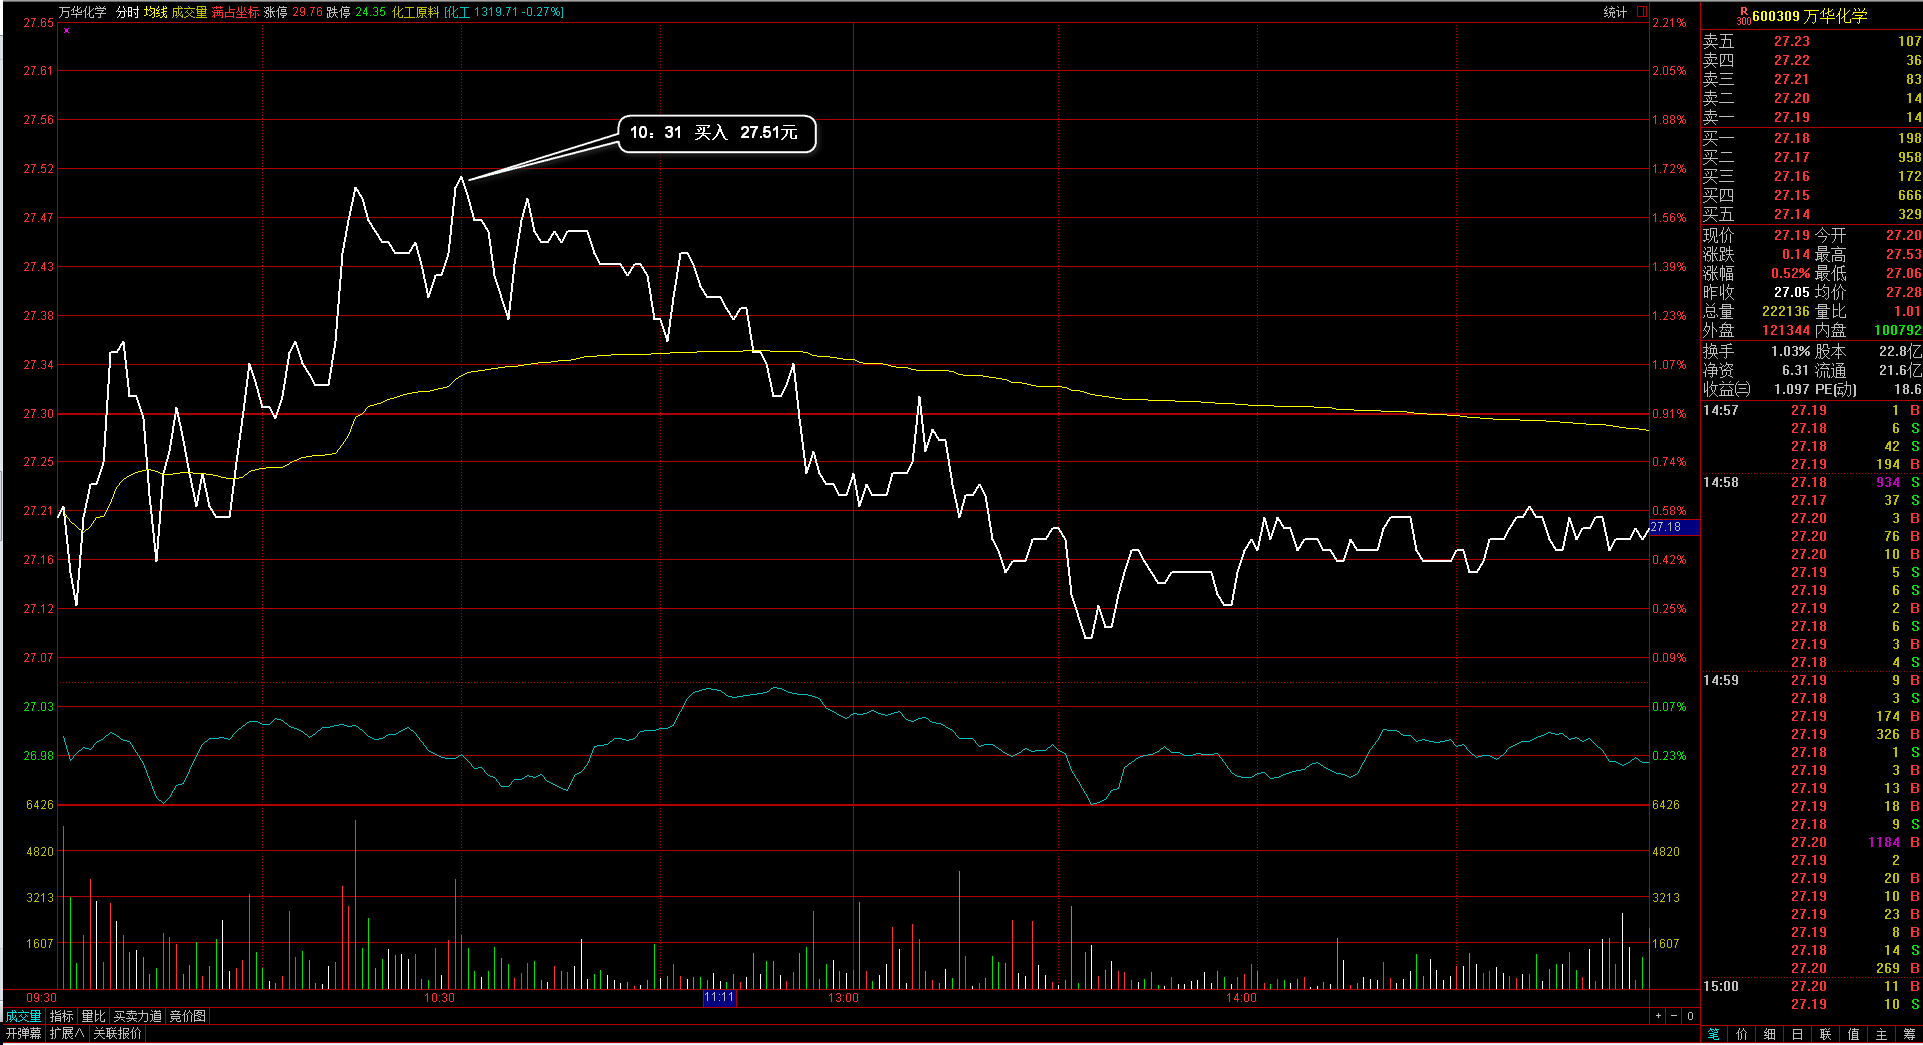 万华化学 分时 均线 成交量 满占坐标 涨停 29.76 跌停 24.35 化工原料 [化工 1319.71 -0.27%] 统计
27.65 2.21%
27.61 2.05%
27.56 1.88%
27.52 1.72%
27.47 1.56%
27.43 1.39%
27.38 1.23%
27.34 1.07%
27.30 0.91%
27.25 0.74%
27.21 0.58%
27.18
27.16 0.42%
27.12 0.25%
27.07 0.09%
27.03 0.07%
26.98 0.23%
6426 6426
4820 4820
3213 3213
1607 1607
10：31 买入 27.51元
09:30 10:30 11:11 13:00 14:00
成交量 指标 量比 买卖力道 竞价图 + - 0
开弹幕 扩展∧ 关联报价
R 300 600309 万华化学
卖五 27.23 107
卖四 27.22 36
卖三 27.21 83
卖二 27.20 14
卖一 27.19 14
买一 27.18 198
买二 27.17 958
买三 27.16 172
买四 27.15 666
买五 27.14 329
现价 27.19 今开 27.20
涨跌 0.14 最高 27.53
涨幅 0.52% 最低 27.06
昨收 27.05 均价 27.28
总量 222136 量比 1.01
外盘 121344 内盘 100792
换手 1.03% 股本 22.8亿
净资 6.31 流通 21.6亿
收益㈢ 1.097 PE(动) 18.6
14:57 27.19 1 B
27.18 6 S
27.18 42 S
27.19 194 B
14:58 27.18 934 S
27.17 37 S
27.20 3 B
27.20 76 B
27.20 10 B
27.19 5 S
27.19 6 S
27.19 2 B
27.18 6 S
27.19 3 B
27.18 4 S
14:59 27.19 9 B
27.18 3 S
27.19 174 B
27.19 326 B
27.18 1 S
27.19 3 B
27.19 13 B
27.19 18 B
27.18 9 S
27.20 1184 B
27.19 2
27.19 20 B
27.19 10 B
27.19 23 B
27.19 8 B
27.18 14 S
27.20 269 B
15:00 27.20 11 B
27.19 10 S
笔 价 细 日 联 值 主 筹